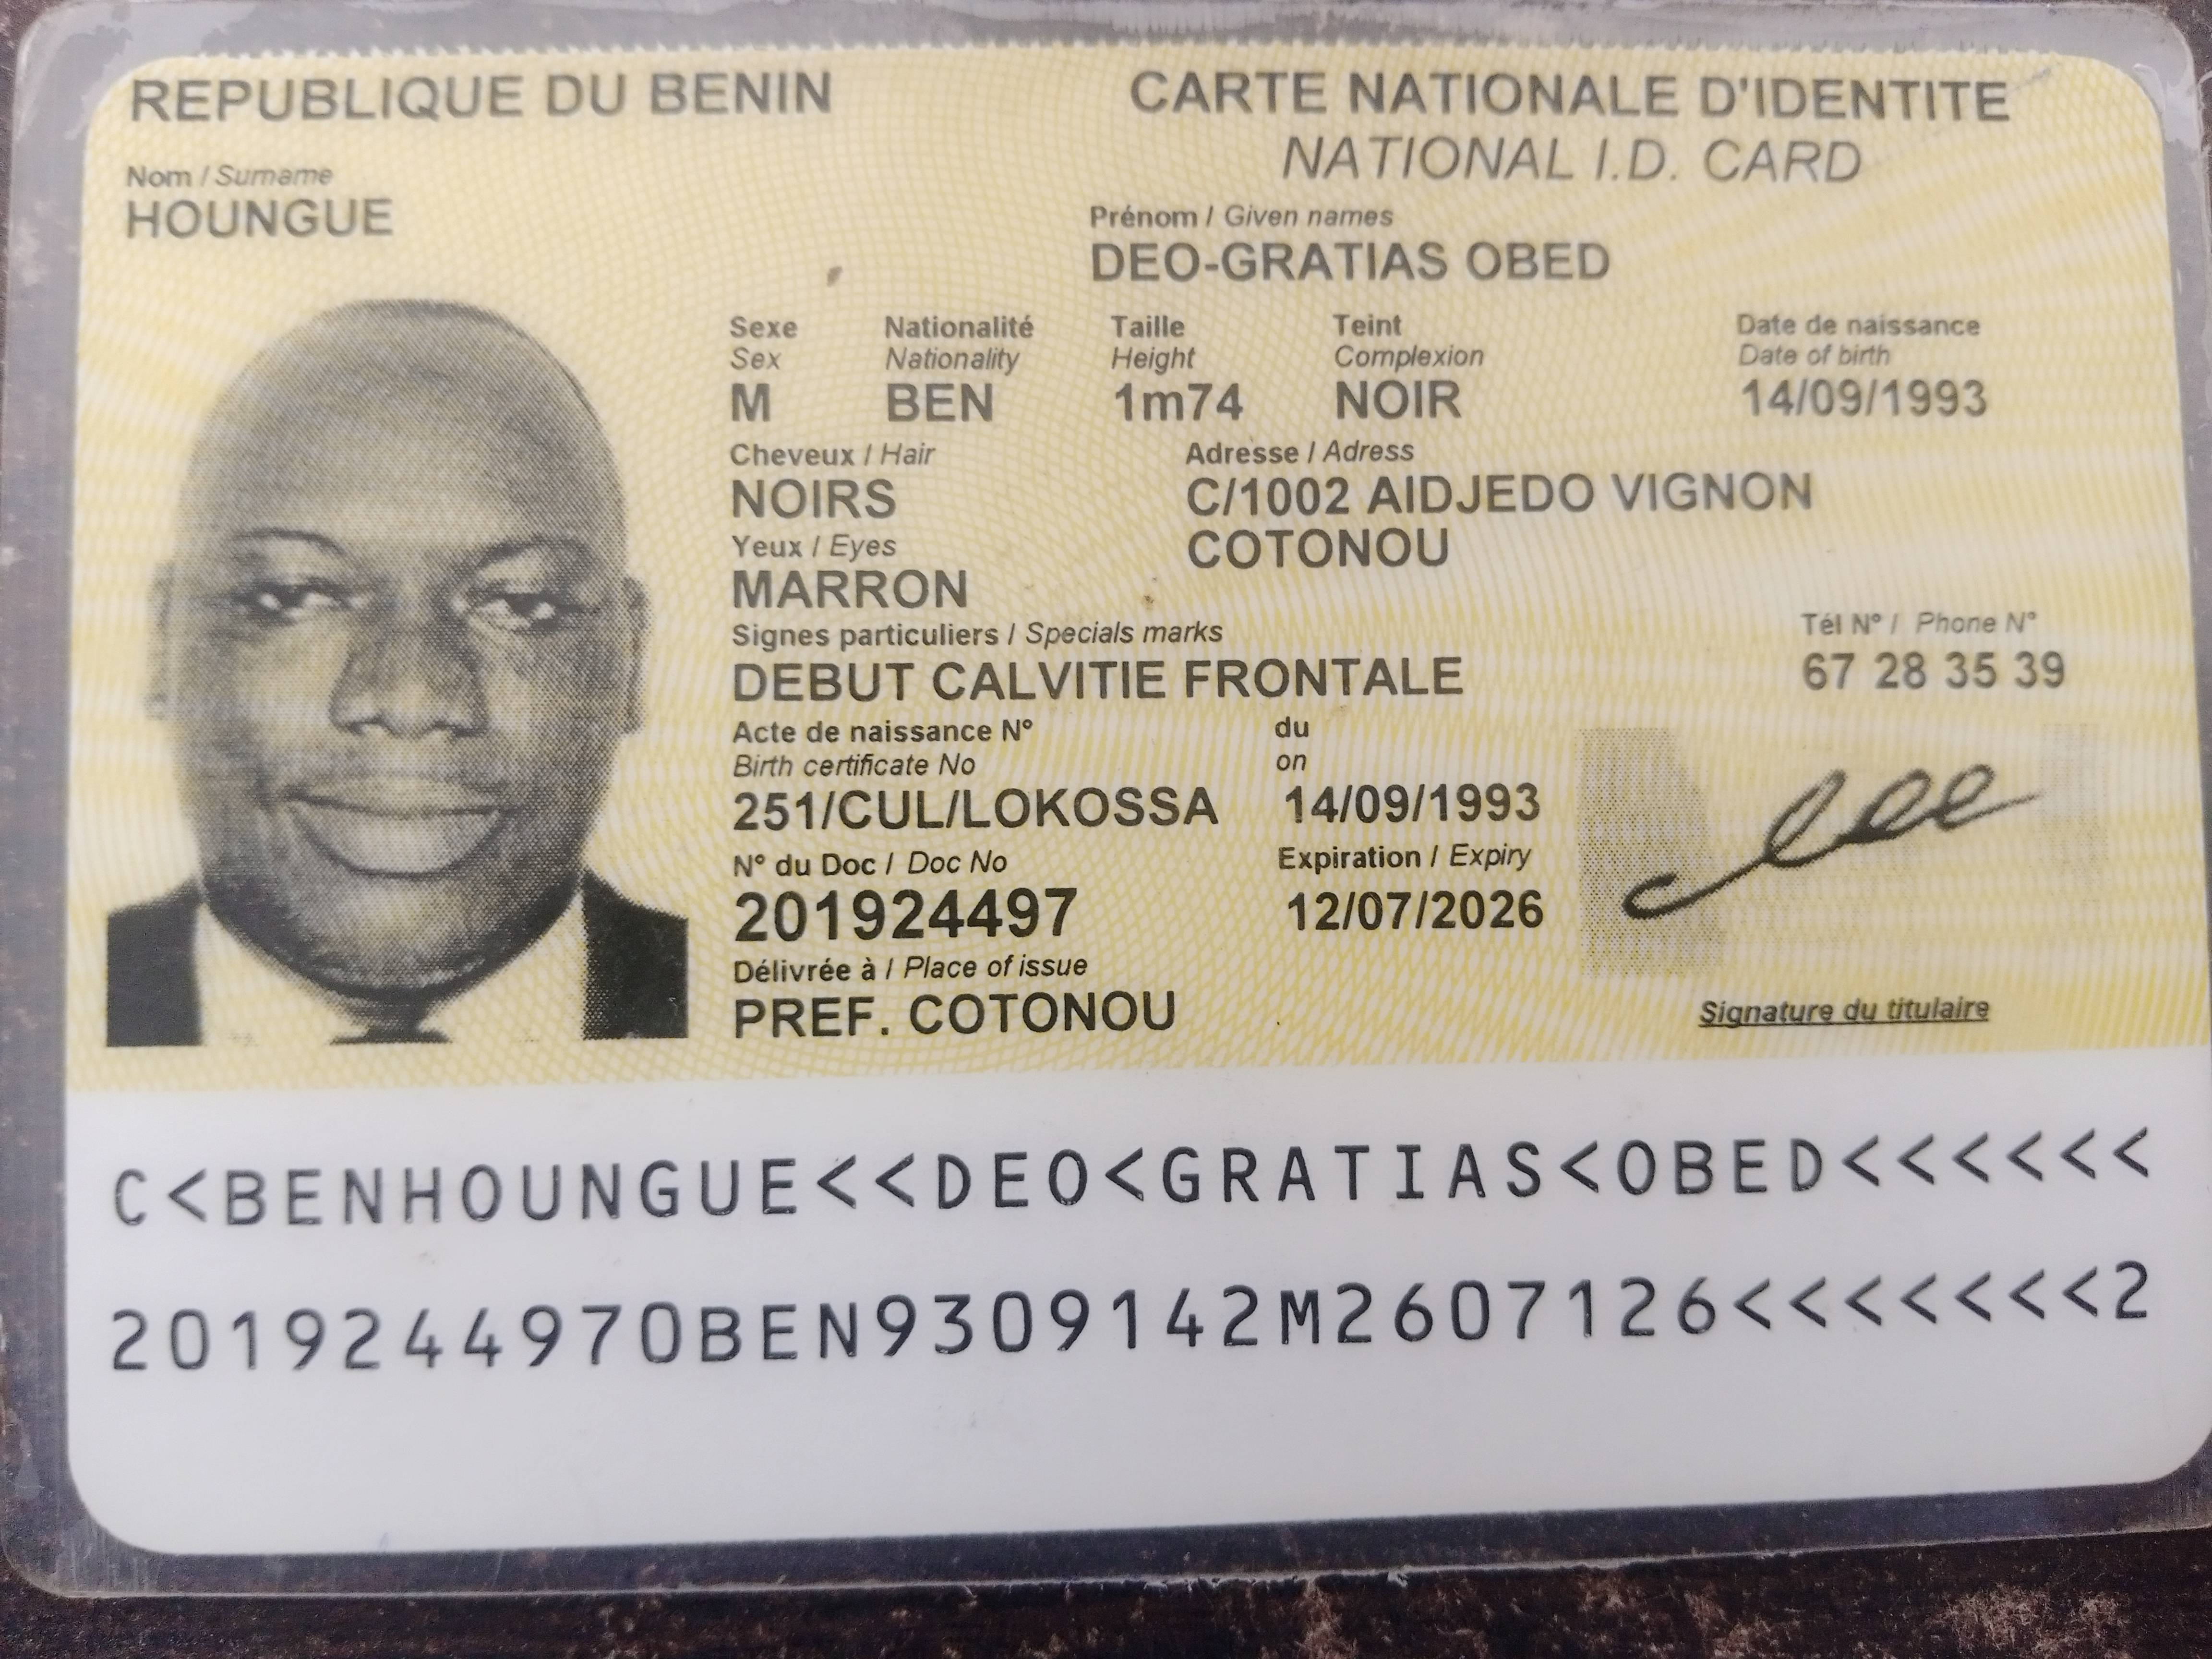 REPUBLIQUE DU BENIN
CARTE NATIONALE D'IDENTITE
NATIONAL I.D. CARD
Nom / Surname
HOUNGUE
Prénom / Given names
DEO-GRATIAS OBED
Sexe Nationalité Taille Teint Date de naissance
Sex Nationality Height Complexion Date of birth
M BEN 1m74 NOIR 14/09/1993
Cheveux / Hair Adresse / Adress
NOIRS C/1002 AIDJEDO VIGNON
COTONOU
Yeux / Eyes
MARRON
Signes particuliers / Specials marks Tél N° / Phone N°
DEBUT CALVITIE FRONTALE 67 28 35 39
Acte de naissance N° du
Birth certificate No on
251/CUL/LOKOSSA 14/09/1993
N° du Doc / Doc No Expiration / Expiry
201924497 12/07/2026
Délivrée à / Place of issue
PREF. COTONOU
Signature du titulaire
C<BENHOUNGUE<<DEO<GRATIAS<OBED<<<<<<
2019244970BEN9309142M2607126<<<<<<<2